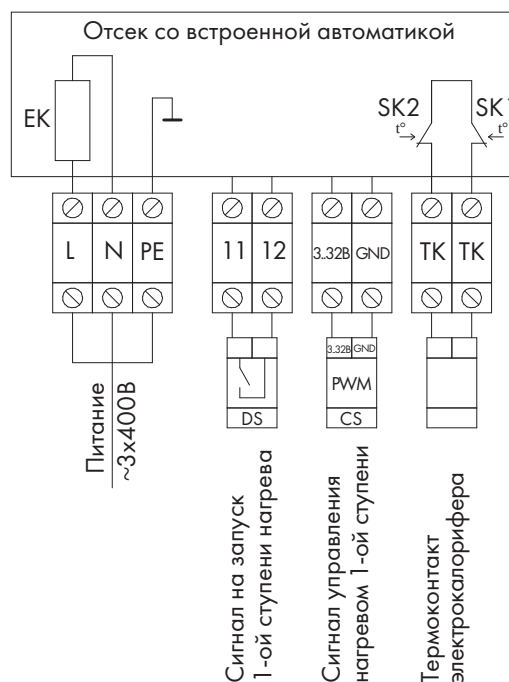 Отсек со встроенной автоматикой
EK
SK2
SK1
t°
t°
L N PE
11 12
3..32В GND
TK TK
3..32В GND
PWM
DS
CS
Питание
~3x400В
Сигнал на запуск
1-ой ступени нагрева
Сигнал управления
нагревом 1-ой ступени
Термоконтакт
электрокалорифера